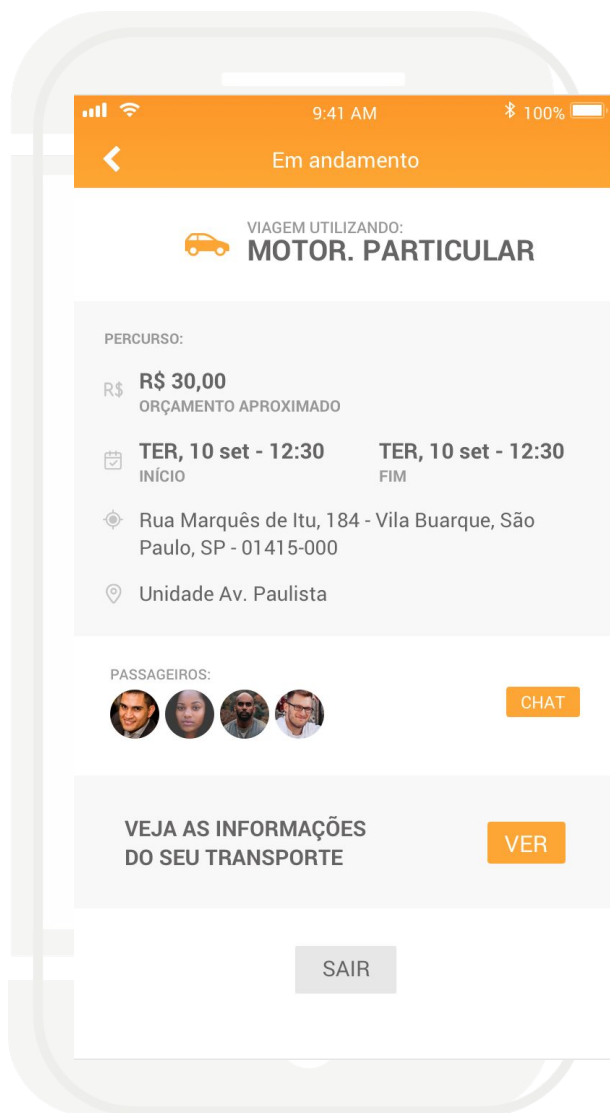 9:41 AM
100%
Em andamento
VIAGEM UTILIZANDO:
MOTOR. PARTICULAR
PERCURSO:
R$ R$ 30,00
ORÇAMENTO APROXIMADO
TER, 10 set - 12:30 TER, 10 set - 12:30
INÍCIO FIM
Rua Marquês de Itu, 184 - Vila Buarque, São
Paulo, SP - 01415-000
Unidade Av. Paulista
PASSAGEIROS:
CHAT
VEJA AS INFORMAÇÕES
DO SEU TRANSPORTE
VER
SAIR